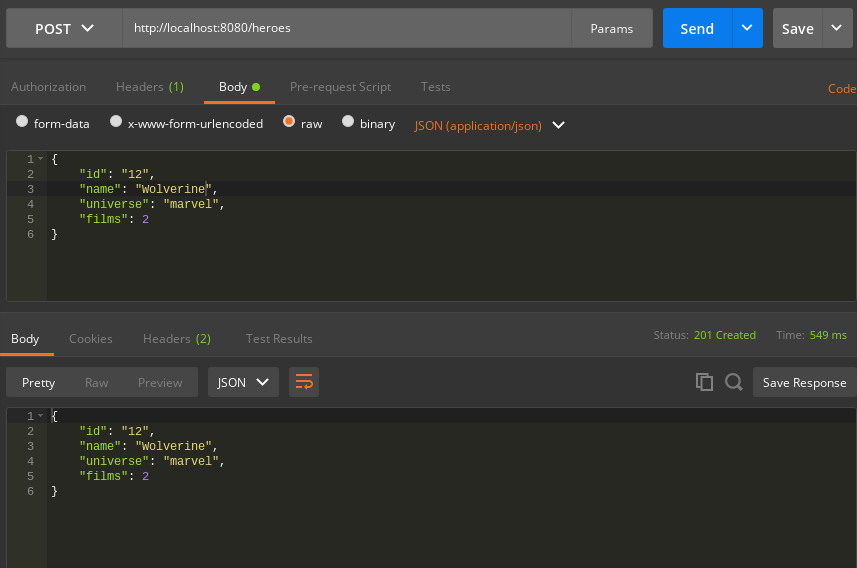 POST http://localhost:8080/heroes Params Send Save
Authorization Headers (1) Body Pre-request Script Tests Code
form-data x-www-form-urlencoded raw binary JSON (application/json)
1 {
2 "id": "12",
3 "name": "Wolverine",
4 "universe": "marvel",
5 "films": 2
6 }
Body Cookies Headers (2) Test Results Status: 201 Created Time: 549 ms
Pretty Raw Preview JSON Save Response
1 {
2 "id": "12",
3 "name": "Wolverine",
4 "universe": "marvel",
5 "films": 2
6 }